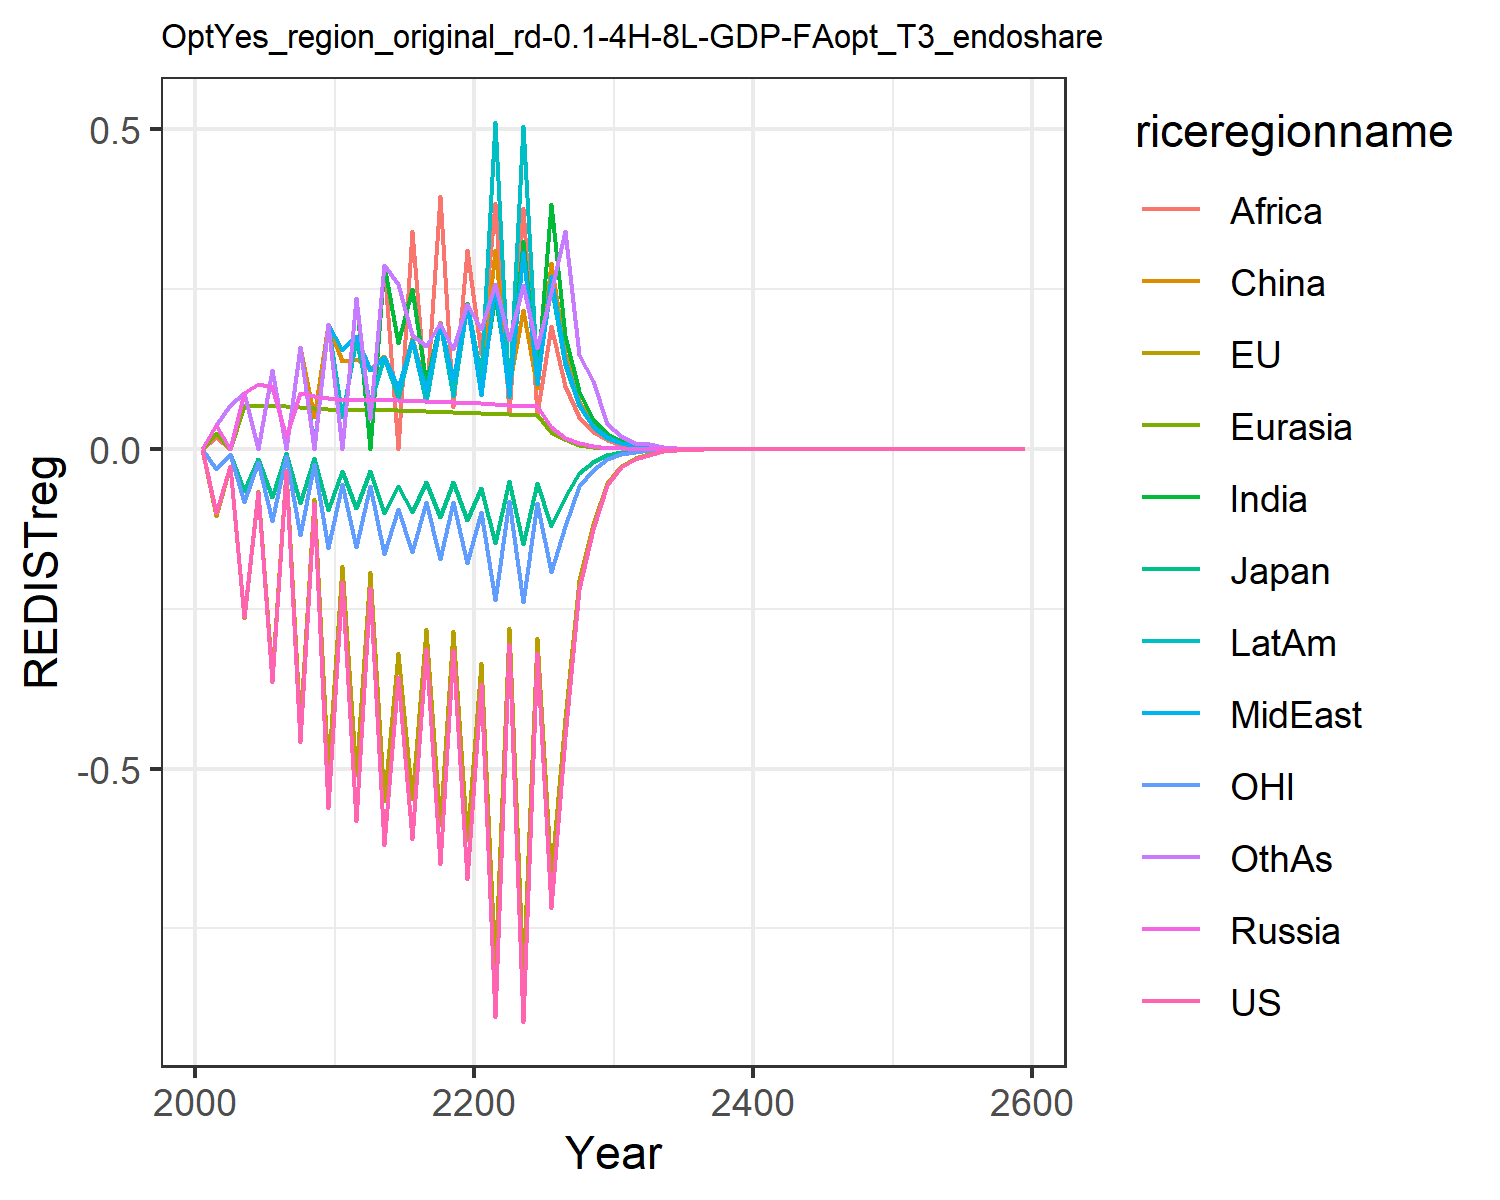 OptYes_region_original_rd-0.1-4H-8L-GDP-FAopt_T3_endoshare
0.5
0.0
-0.5
REDISTreg
2000 2200 2400 2600
Year
riceregionname
Africa
China
EU
Eurasia
India
Japan
LatAm
MidEast
OHI
OthAs
Russia
US